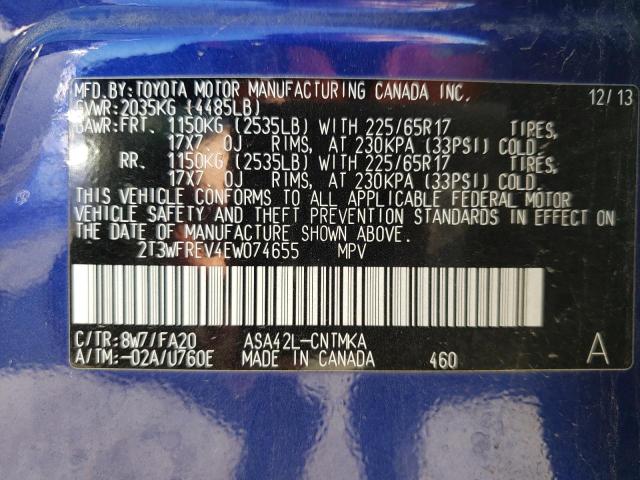 MFD.BY:TOYOTA MOTOR MANUFACTURING CANADA INC.
GVWR:2035KG (4485LB) 12/13
GAWR:FRT. 1150KG (2535LB) WITH 225/65R17 TIRES,
17X7.0J RIMS, AT 230KPA (33PSI) COLD.
RR. 1150KG (2535LB) WITH 225/65R17 TIRES,
17X7.0J RIMS, AT 230KPA (33PSI) COLD.
THIS VEHICLE CONFORMS TO ALL APPLICABLE FEDERAL MOTOR
VEHICLE SAFETY AND THEFT PREVENTION STANDARDS IN EFFECT ON
THE DATE OF MANUFACTURE SHOWN ABOVE.
2T3WFREV4EW074655 MPV
C/TR:8W7/FA20 ASA42L-CNTMKA
A/TM:-02A/U760E MADE IN CANADA 460 A